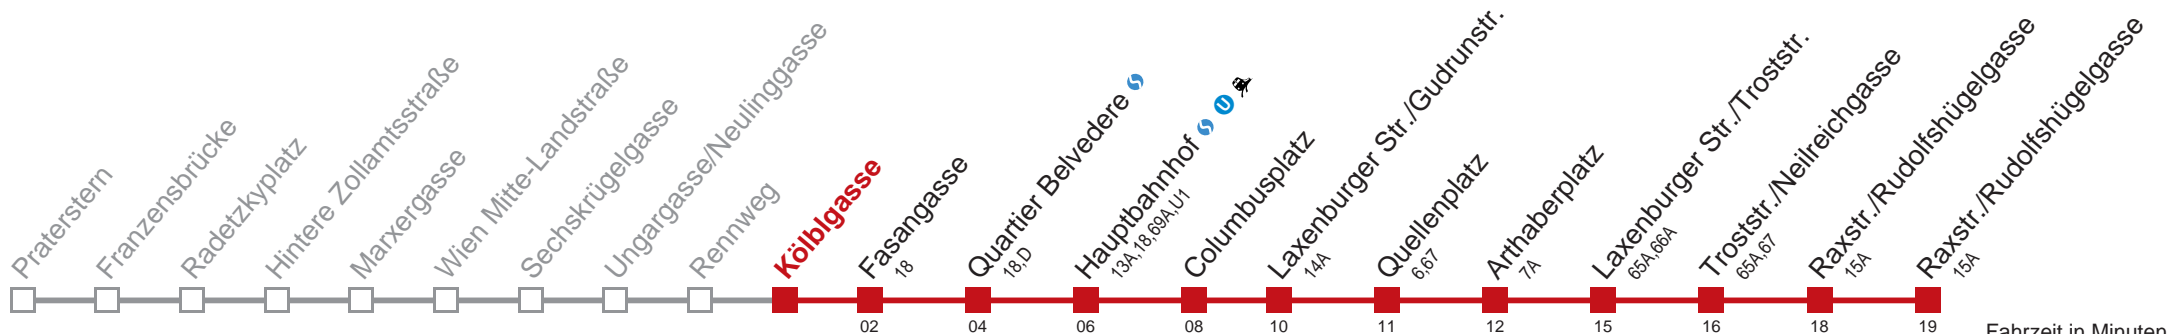 Praterstern
Franzensbrücke
Radetzkyplatz
Hintere Zollamtsstraße
Marxergasse
Wien Mitte-Landstraße
Sechskrügelgasse
Ungargasse/Neulinggasse
Rennweg
Kölblgasse
Fasangasse
18
Quartier Belvedere S
18,D
Hauptbahnhof S U
13A,18,69A,U1
Columbusplatz
Laxenburger Str./Gudrunstr.
14A
Quellenplatz
6,67
Arthaberplatz
7A
Laxenburger Str./Troststr.
65A,66A
Troststr./Neilreichgasse
65A,67
Raxstr./Rudolfshügelgasse
15A
Raxstr./Rudolfshügelgasse
15A
02 04 06 08 10 11 12 15 16 18 19
Fahrzeit in Minuten